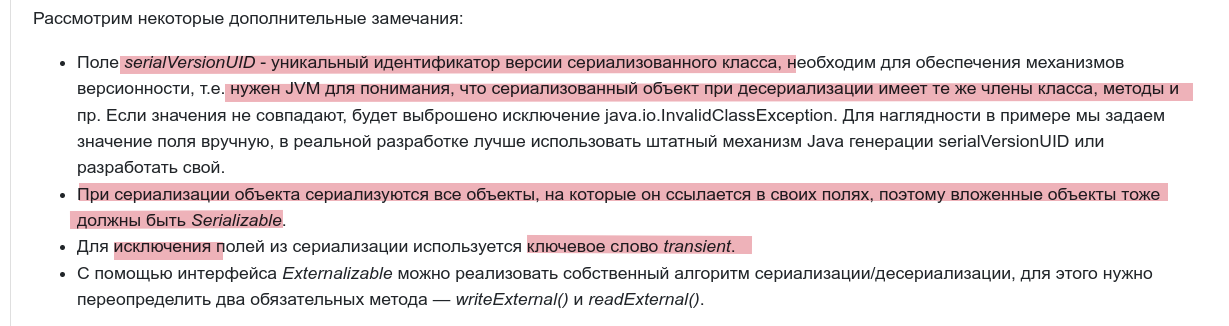 Рассмотрим некоторые дополнительные замечания:
• Поле serialVersionUID - уникальный идентификатор версии сериализованного класса, необходим для обеспечения механизмов
версионности, т.е. нужен JVM для понимания, что сериализованный объект при десериализации имеет те же члены класса, методы и
пр. Если значения не совпадают, будет выброшено исключение java.io.InvalidClassException. Для наглядности в примере мы задаем
значение поля вручную, в реальной разработке лучше использовать штатный механизм Java генерации serialVersionUID или
разработать свой.
• При сериализации объекта сериализуются все объекты, на которые он ссылается в своих полях, поэтому вложенные объекты тоже
должны быть Serializable.
• Для исключения полей из сериализации используется ключевое слово transient.
• С помощью интерфейса Externalizable можно реализовать собственный алгоритм сериализации/десериализации, для этого нужно
переопределить два обязательных метода — writeExternal() и readExternal().